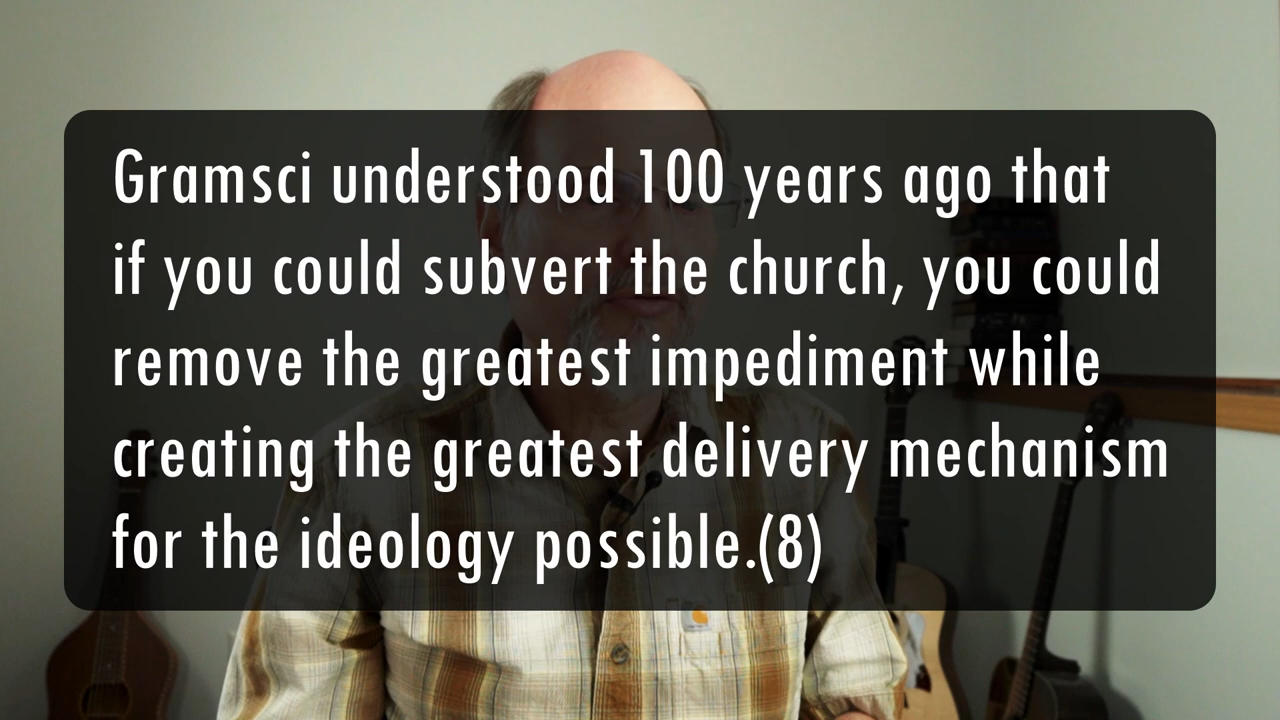 Gramsci understood 100 years ago that
if you could subvert the church, you could
remove the greatest impediment while
creating the greatest delivery mechanism
for the ideology possible.(8)